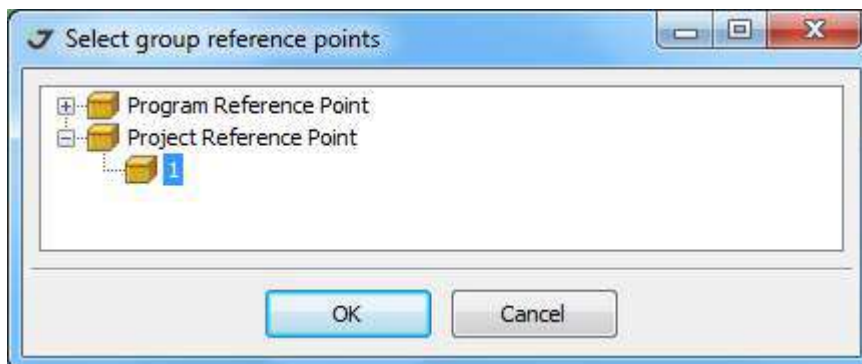 Select group reference points
Program Reference Point
Project Reference Point
1
OK
Cancel